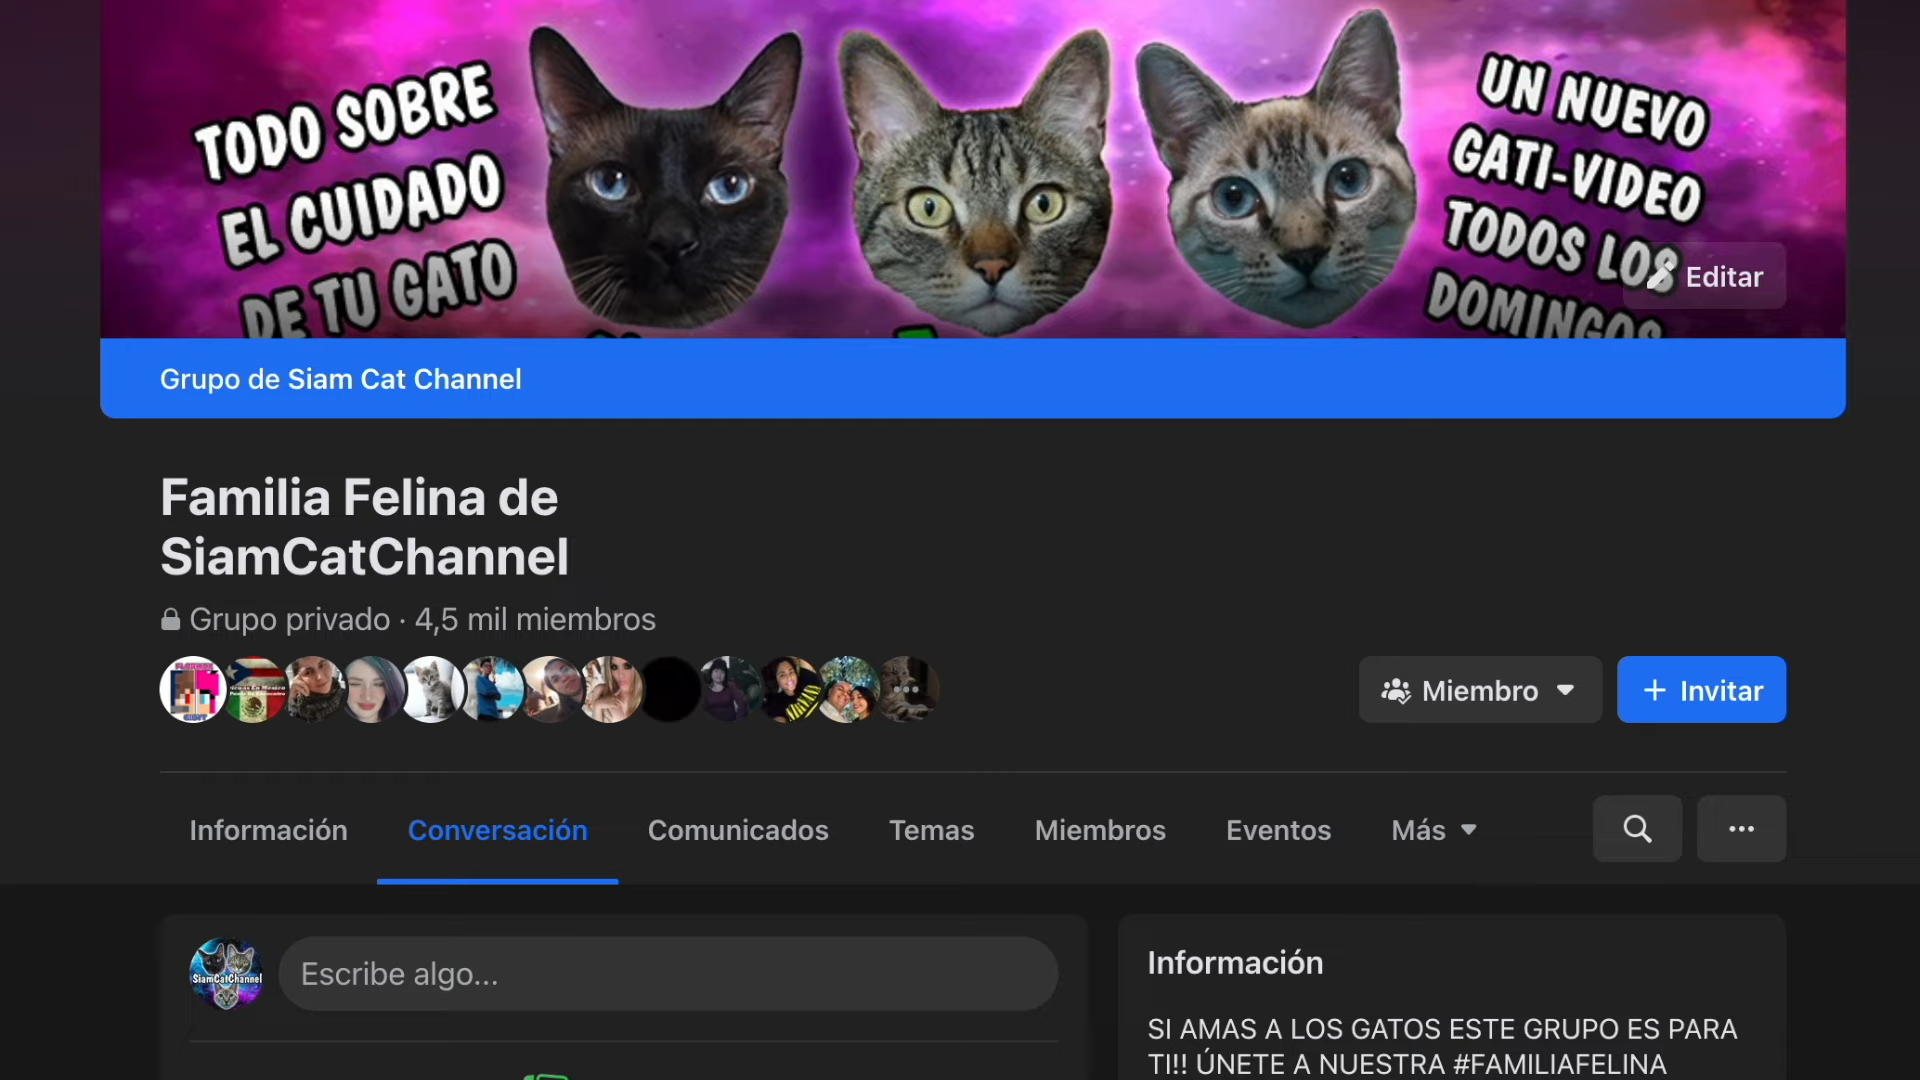 TODO SOBRE
EL CUIDADO
DE TU GATO
UN NUEVO
GATI-VIDEO
TODOS LOS
DOMINGOS
Editar
Grupo de Siam Cat Channel
Familia Felina de
SiamCatChannel
Grupo privado · 4,5 mil miembros
Miembro
+ Invitar
Información
Conversación
Comunicados
Temas
Miembros
Eventos
Más
SiamCatChannel
Escribe algo...
Información
SI AMAS A LOS GATOS ESTE GRUPO ES PARA
TI!! ÚNETE A NUESTRA #FAMILIAFELINA